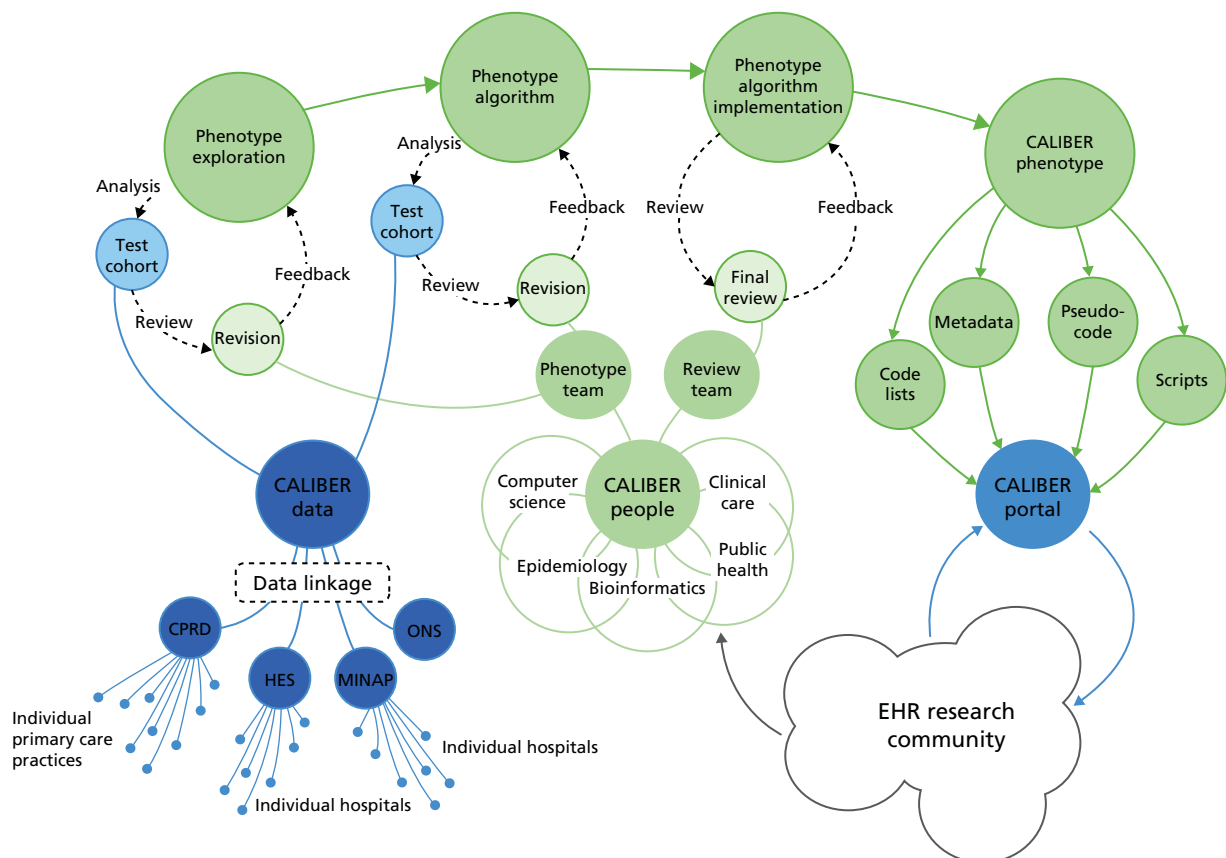 Phenotype
exploration
Phenotype
algorithm
Phenotype
algorithm
implementation
CALIBER
phenotype
Analysis
Test
cohort
Review
Revision
Feedback
Analysis
Test
cohort
Review
Revision
Feedback
Review
Final
review
Feedback
Code
lists
Metadata
Pseudo-
code
Scripts
Phenotype
team
Review
team
CALIBER
data
CALIBER
people
CALIBER
portal
Computer
science
Clinical
care
Epidemiology
Bioinformatics
Public
health
Data linkage
CPRD
HES
MINAP
ONS
Individual
primary care
practices
Individual hospitals
Individual hospitals
EHR research
community